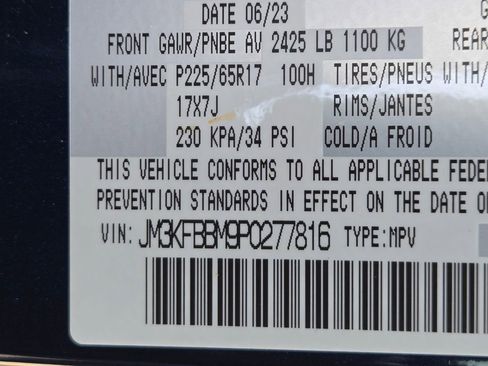 DATE 06/23 G
FRONT GAWR/PNBE AV 2425 LB 1100 KG REAR
WITH/AVEC P225/65R17 100H TIRES/PNEUS WITH/
17X7J RIMS/JANTES
230 KPA/34 PSI COLD/A FROID
THIS VEHICLE CONFORMS TO ALL APPLICABLE FEDE
PREVENTION STANDARDS IN EFFECT ON THE DATE O
VIN: JM3KFBBM9P0277816 TYPE:MPV